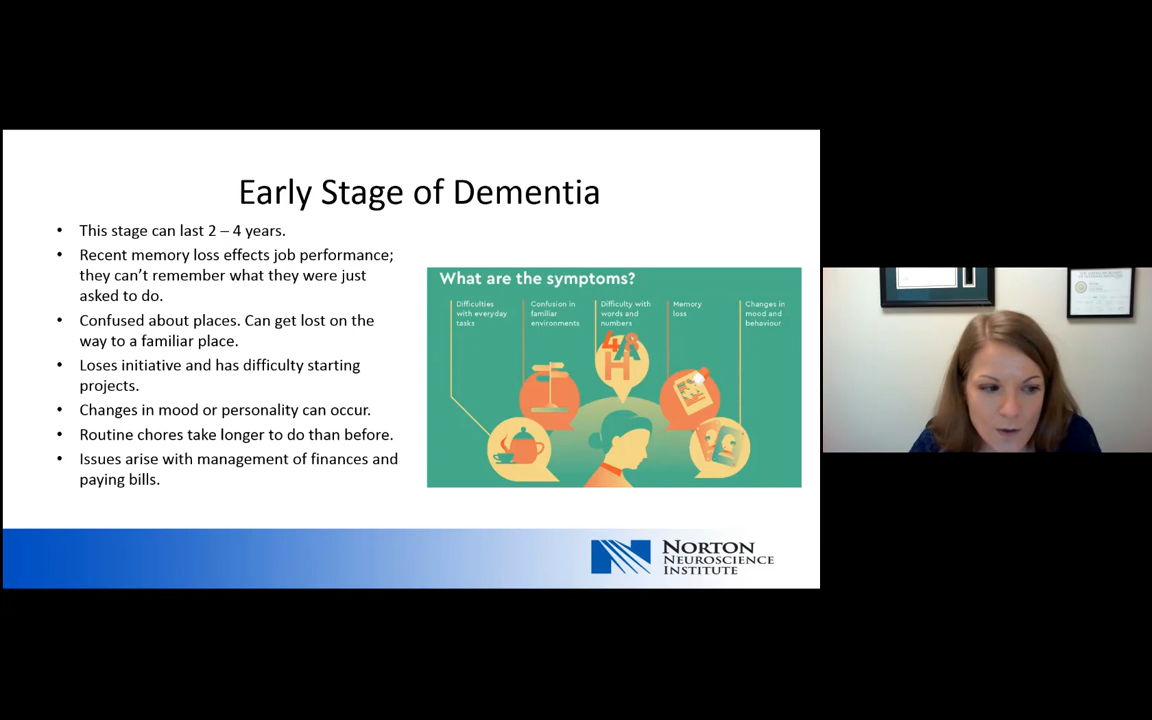 Early Stage of Dementia
• This stage can last 2 – 4 years.
• Recent memory loss effects job performance;
they can't remember what they were just
asked to do.
• Confused about places. Can get lost on the
way to a familiar place.
• Loses initiative and has difficulty starting
projects.
• Changes in mood or personality can occur.
• Routine chores take longer to do than before.
• Issues arise with management of finances and
paying bills.
What are the symptoms?
Difficulties
with everyday
tasks
Confusion in
familiar
environments
Difficulty with
words and
numbers
Memory
loss
Changes in
mood and
behaviour
4 A 8
H
NORTON
NEUROSCIENCE
INSTITUTE